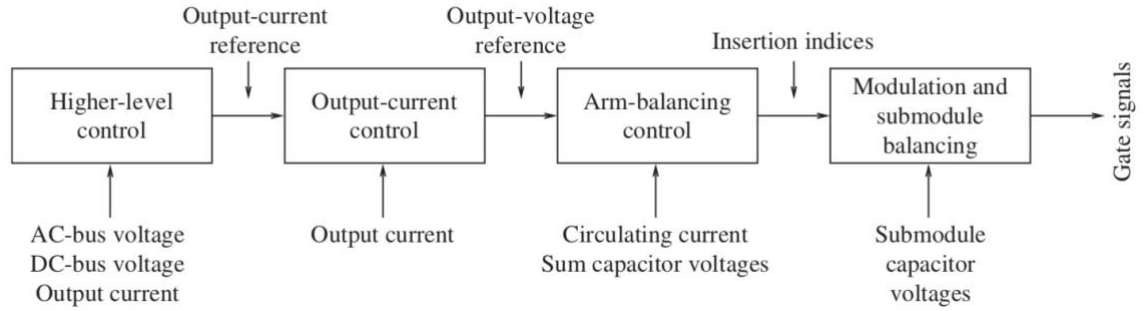 Output-current
reference
Output-voltage
reference
Insertion indices
Higher-level
control
Output-current
control
Arm-balancing
control
Modulation and
submodule
balancing
Gate signals
AC-bus voltage
DC-bus voltage
Output current
Output current
Circulating current
Sum capacitor voltages
Submodule
capacitor
voltages